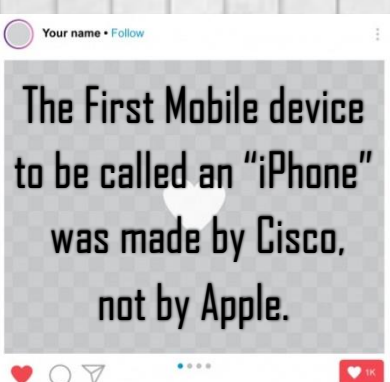 Your name • Follow
The First Mobile device
to be called an “iPhone”
was made by Cisco,
not by Apple.
1K